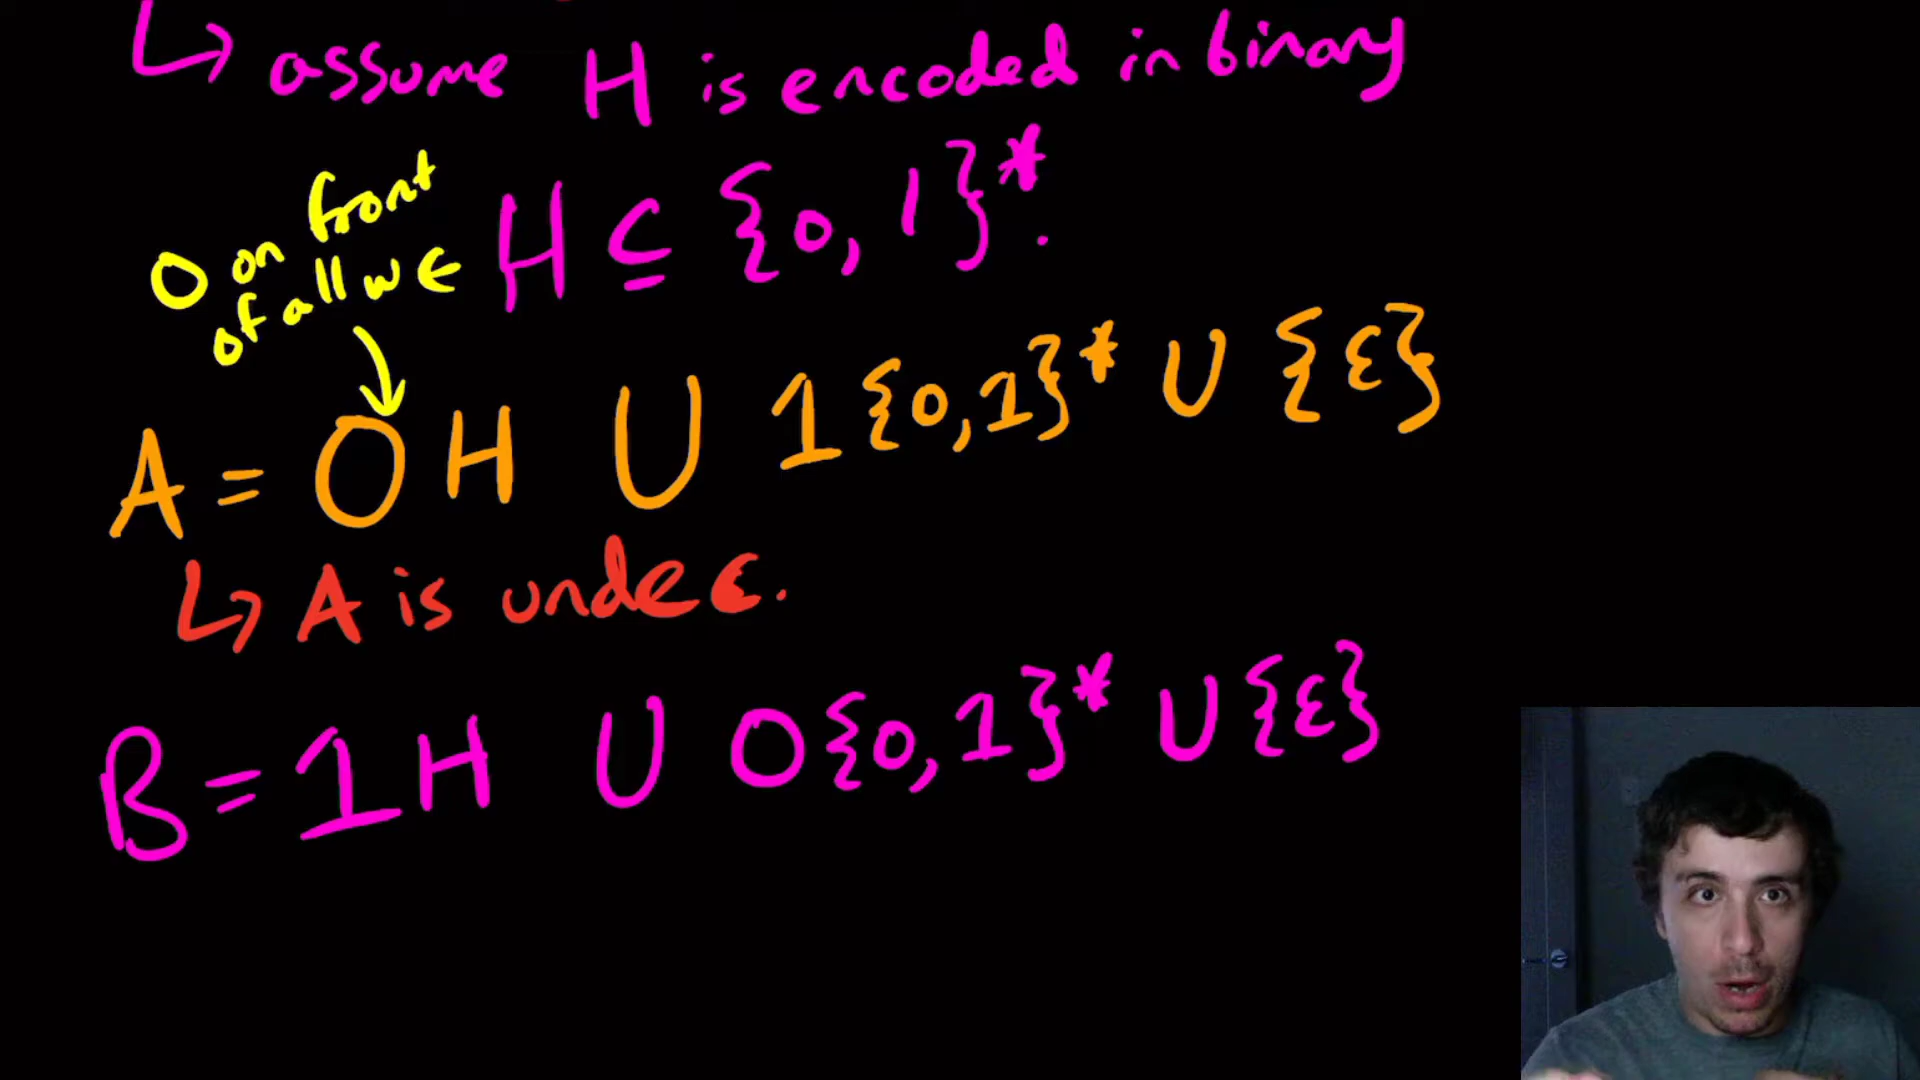 ↳ assume H is encoded in binary
H ⊆ {0, 1}*.
0 on front
of all w ∈
A = 0H ∪ 1{0,1}* ∪ {ε}
↳ A is undec.
B = 1H ∪ 0{0,1}* ∪ {ε}